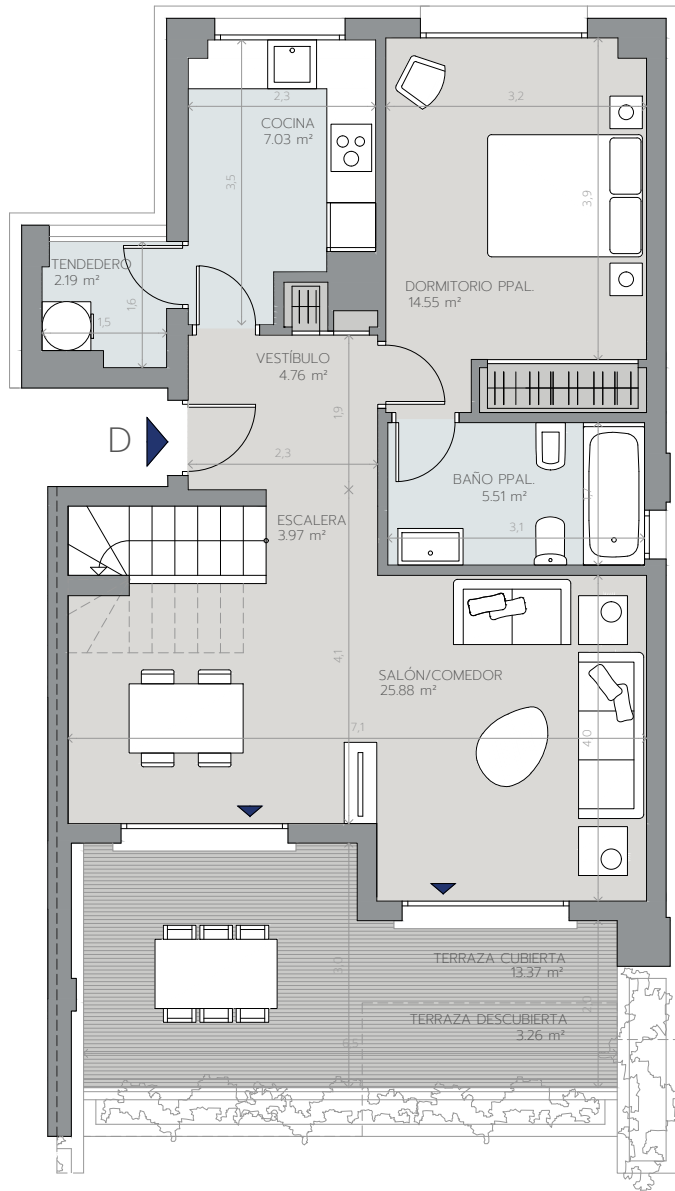 2,3
3,2
COCINA
7.03 m²
3,5
3,9
TENDEDERO
2.19 m²
1,6
DORMITORIO PPAL.
14.55 m²
1,5
VESTÍBULO
4.76 m²
1,9
D
2,3
BAÑO PPAL.
5.51 m²
ESCALERA
3.97 m²
3,1
4,1
SALÓN/COMEDOR
25.88 m²
7,1
4,0
TERRAZA CUBIERTA
13.37 m²
3,0
TERRAZA DESCUBIERTA
3.26 m²
6,5